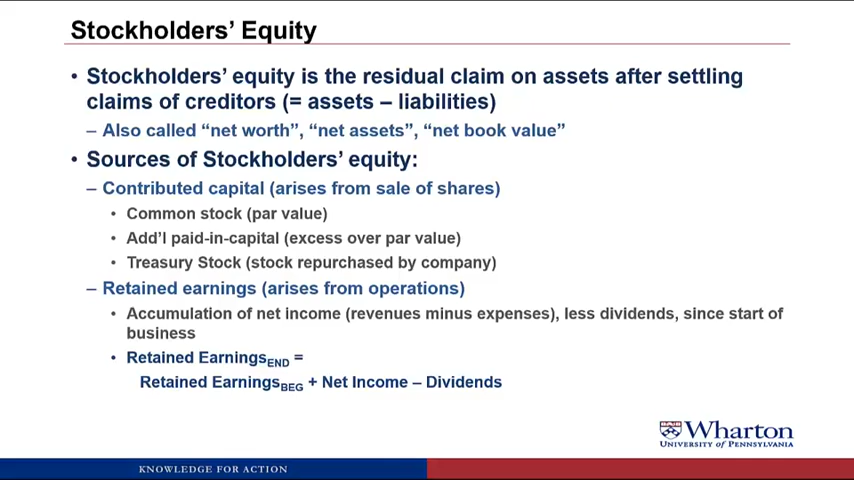 Stockholders’ Equity
• Stockholders’ equity is the residual claim on assets after settling
claims of creditors (= assets – liabilities)
– Also called “net worth”, “net assets”, “net book value”
• Sources of Stockholders’ equity:
– Contributed capital (arises from sale of shares)
• Common stock (par value)
• Add’l paid-in-capital (excess over par value)
• Treasury Stock (stock repurchased by company)
– Retained earnings (arises from operations)
• Accumulation of net income (revenues minus expenses), less dividends, since start of
business
• Retained EarningsEND =
Retained EarningsBEG + Net Income – Dividends
Wharton
UNIVERSITY OF PENNSYLVANIA
KNOWLEDGE FOR ACTION